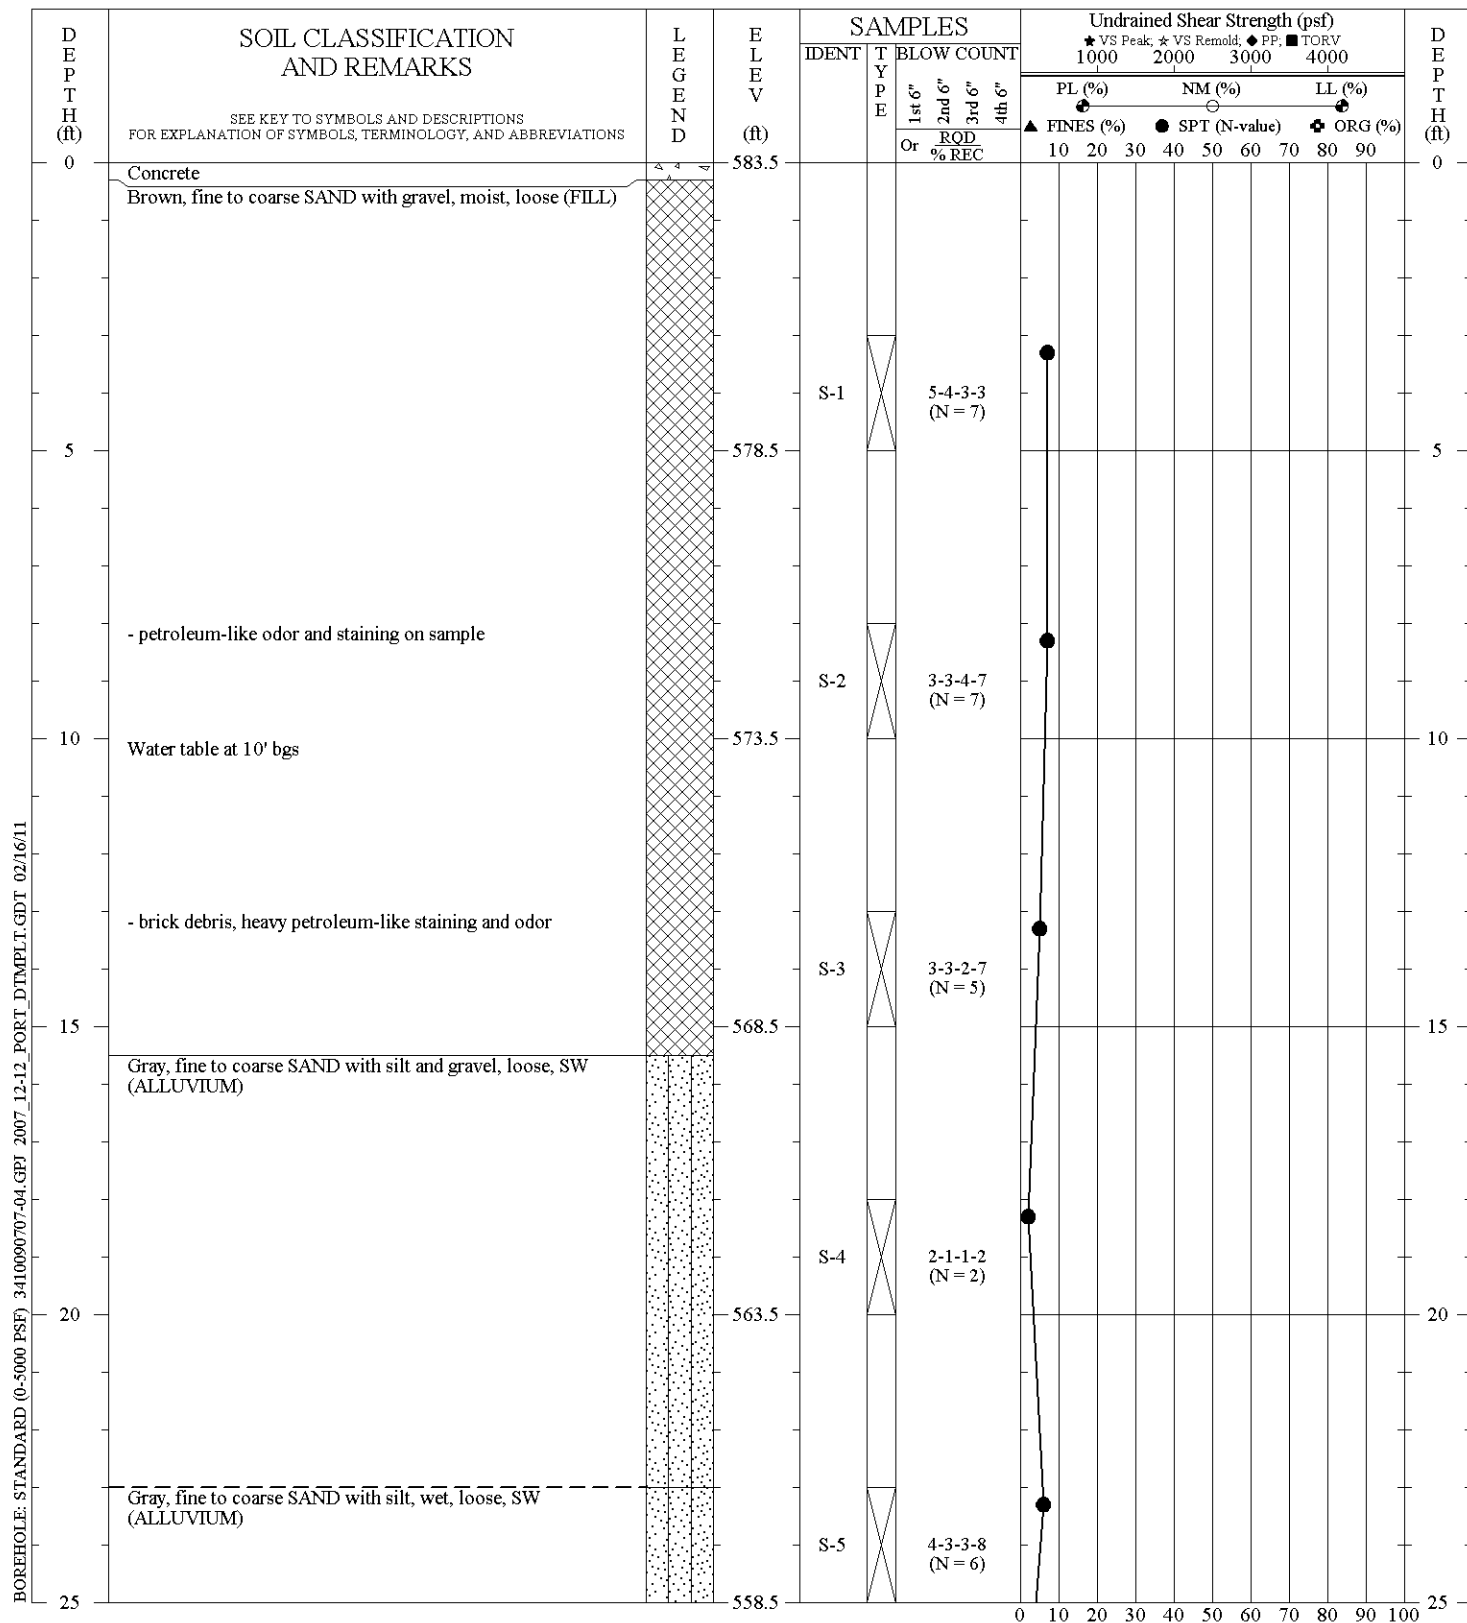 DEPTH (ft)
SOIL CLASSIFICATION
AND REMARKS
SEE KEY TO SYMBOLS AND DESCRIPTIONS
FOR EXPLANATION OF SYMBOLS, TERMINOLOGY, AND ABBREVIATIONS
LEGEND
ELEV (ft)
SAMPLES
IDENT
TYPE
BLOW COUNT
1st 6"
2nd 6"
3rd 6"
4th 6"
Or RQD
% REC
Undrained Shear Strength (psf)
★ VS Peak; ☆ VS Remold; ◆ PP; ■ TORV
1000 2000 3000 4000
PL (%) NM (%) LL (%)
▲ FINES (%) ● SPT (N-value) ✚ ORG (%)
10 20 30 40 50 60 70 80 90
DEPTH (ft)
0 583.5 0
Concrete
Brown, fine to coarse SAND with gravel, moist, loose (FILL)
S-1 5-4-3-3
(N = 7)
5 578.5 5
- petroleum-like odor and staining on sample
S-2 3-3-4-7
(N = 7)
10 573.5 10
Water table at 10' bgs
- brick debris, heavy petroleum-like staining and odor
S-3 3-3-2-7
(N = 5)
15 568.5 15
Gray, fine to coarse SAND with silt and gravel, loose, SW
(ALLUVIUM)
S-4 2-1-1-2
(N = 2)
20 563.5 20
Gray, fine to coarse SAND with silt, wet, loose, SW
(ALLUVIUM)
S-5 4-3-3-8
(N = 6)
25 558.5 25
0 10 20 30 40 50 60 70 80 90 100
BOREHOLE: STANDARD (0-5000 PSF) 3410090707-04.GPJ 2007_12-12_PORT_DTMPLT.GDT 02/16/11